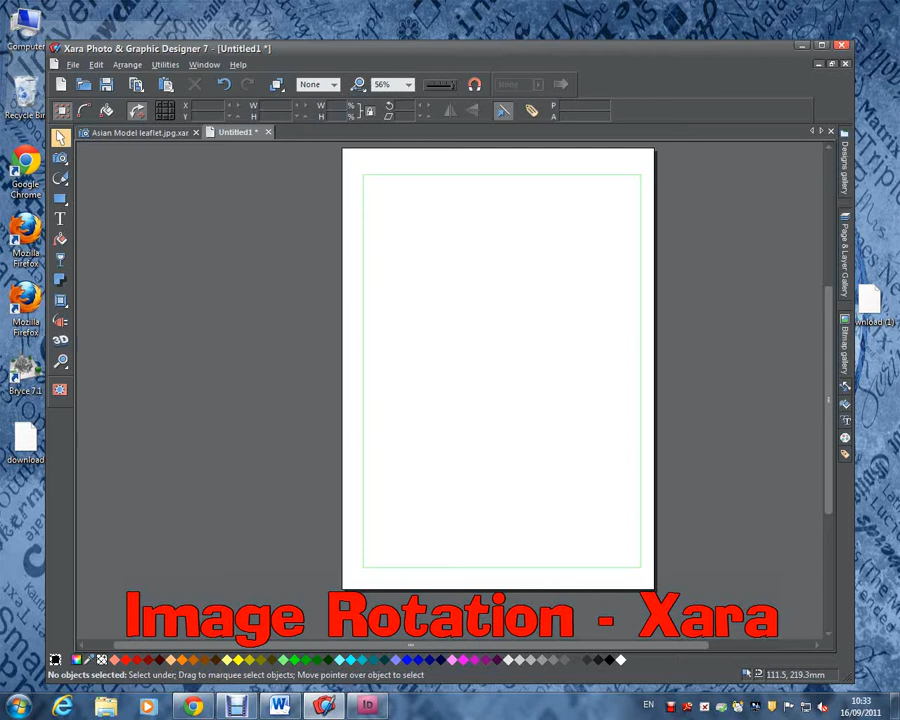 Computer
Recycle Bin
Google
Chrome
Mozilla
Firefox
Mozilla
Firefox
Bryce 7.1
download
Xara Photo & Graphic Designer 7 - [Untitled1 *]
File Edit Arrange Utilities Window Help
None 56% None
X
Y
W
H
W
H
%
%
P
A
Asian Model leaflet.jpg.xar Untitled1 *
Designs gallery
Page & Layer Gallery
Bitmap gallery
T
3D
Image Rotation - Xara
No objects selected: Select under; Drag to marquee select objects; Move pointer over object to select
111.5, 219.3mm
EN
10:33
16/09/2011